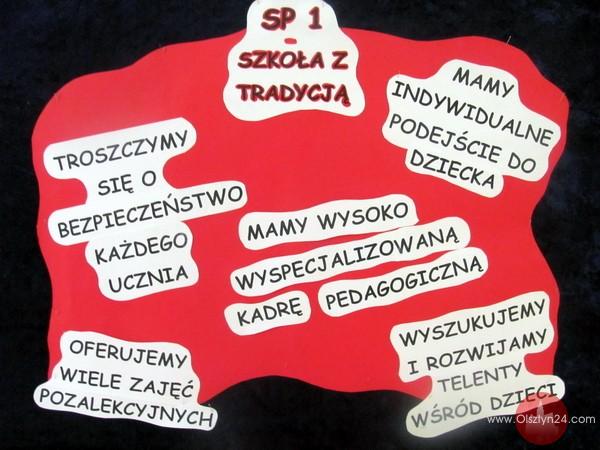 SP 1
-
SZKOŁA Z
TRADYCJĄ
MAMY
INDYWIDUALNE
PODEJŚCIE DO
DZIECKA
TROSZCZYMY
SIĘ O
BEZPIECZEŃSTWO
KAŻDEGO
UCZNIA
MAMY WYSOKO
WYSPECJALIZOWANĄ
KADRĘ PEDAGOGICZNĄ
OFERUJEMY
WIELE ZAJĘĆ
POZALEKCYJNYCH
WYSZUKUJEMY
I ROZWIJAMY
TELENTY
WŚRÓD DZIECI
www.Olsztyn24.com